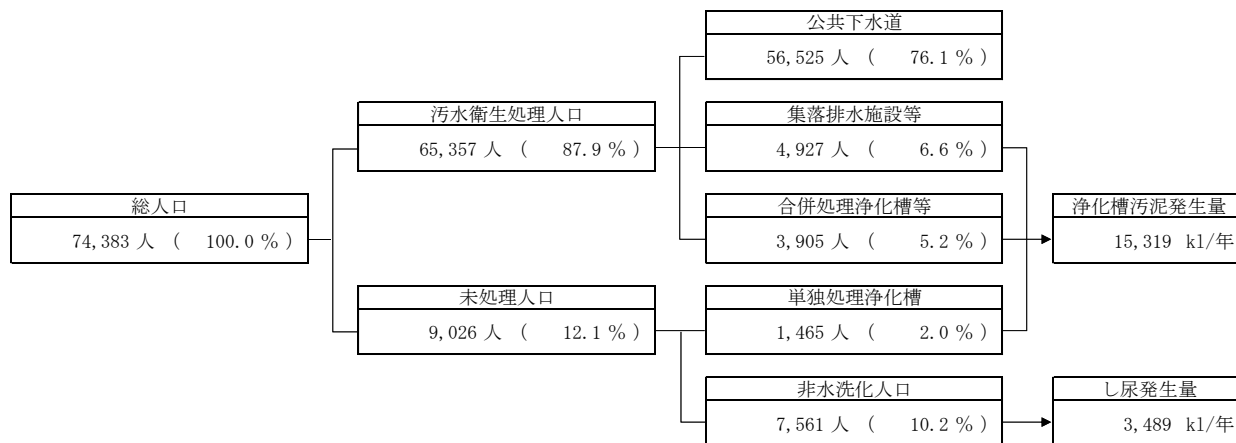 公共下水道
56,525 人 （ 76.1 % ）
汚水衛生処理人口
65,357 人 （ 87.9 % ）
集落排水施設等
4,927 人 （ 6.6 % ）
総人口
74,383 人 （ 100.0 % ）
合併処理浄化槽等
3,905 人 （ 5.2 % ）
浄化槽汚泥発生量
15,319 kl/年
未処理人口
9,026 人 （ 12.1 % ）
単独処理浄化槽
1,465 人 （ 2.0 % ）
非水洗化人口
7,561 人 （ 10.2 % ）
し尿発生量
3,489 kl/年